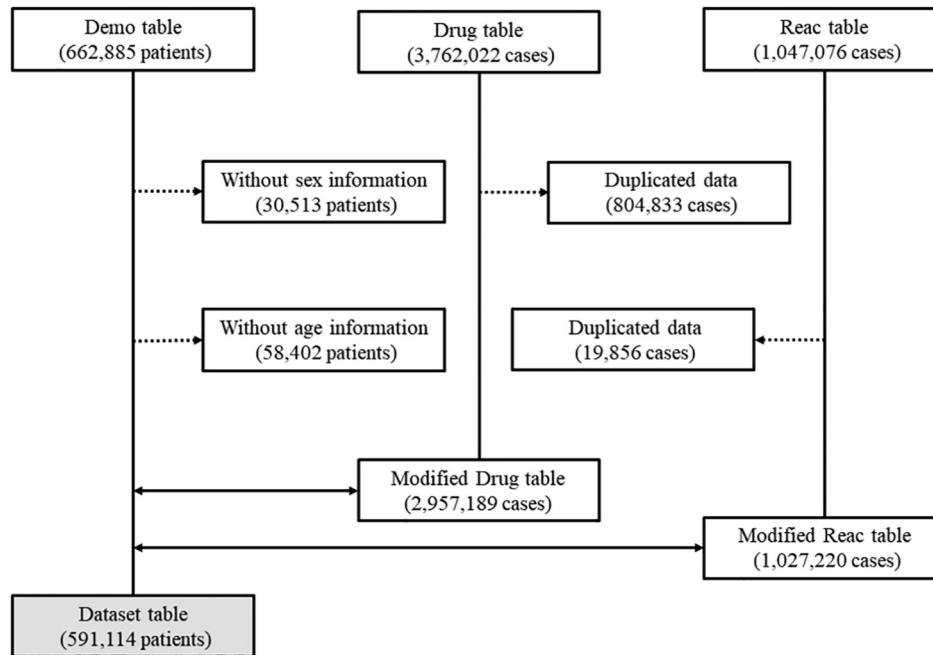 Demo table
(662,885 patients)
Drug table
(3,762,022 cases)
Reac table
(1,047,076 cases)
Without sex information
(30,513 patients)
Duplicated data
(804,833 cases)
Without age information
(58,402 patients)
Duplicated data
(19,856 cases)
Modified Drug table
(2,957,189 cases)
Modified Reac table
(1,027,220 cases)
Dataset table
(591,114 patients)